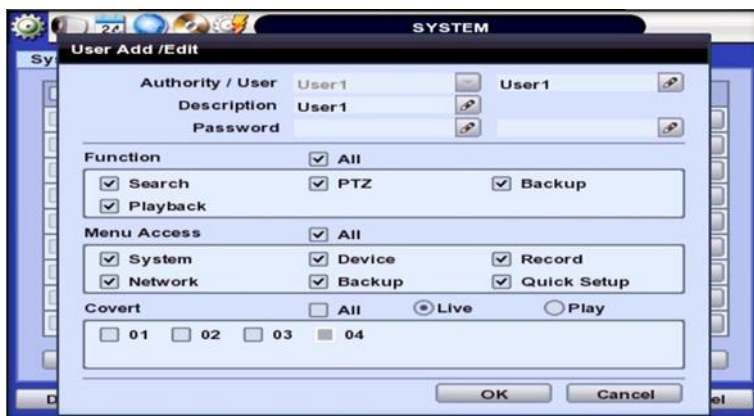 24
SYSTEM
User Add /Edit
Authority / User User1 User1
Description User1
Password
Function All
Search PTZ Backup
Playback
Menu Access All
System Device Record
Network Backup Quick Setup
Covert All Live Play
01 02 03 04
OK Cancel